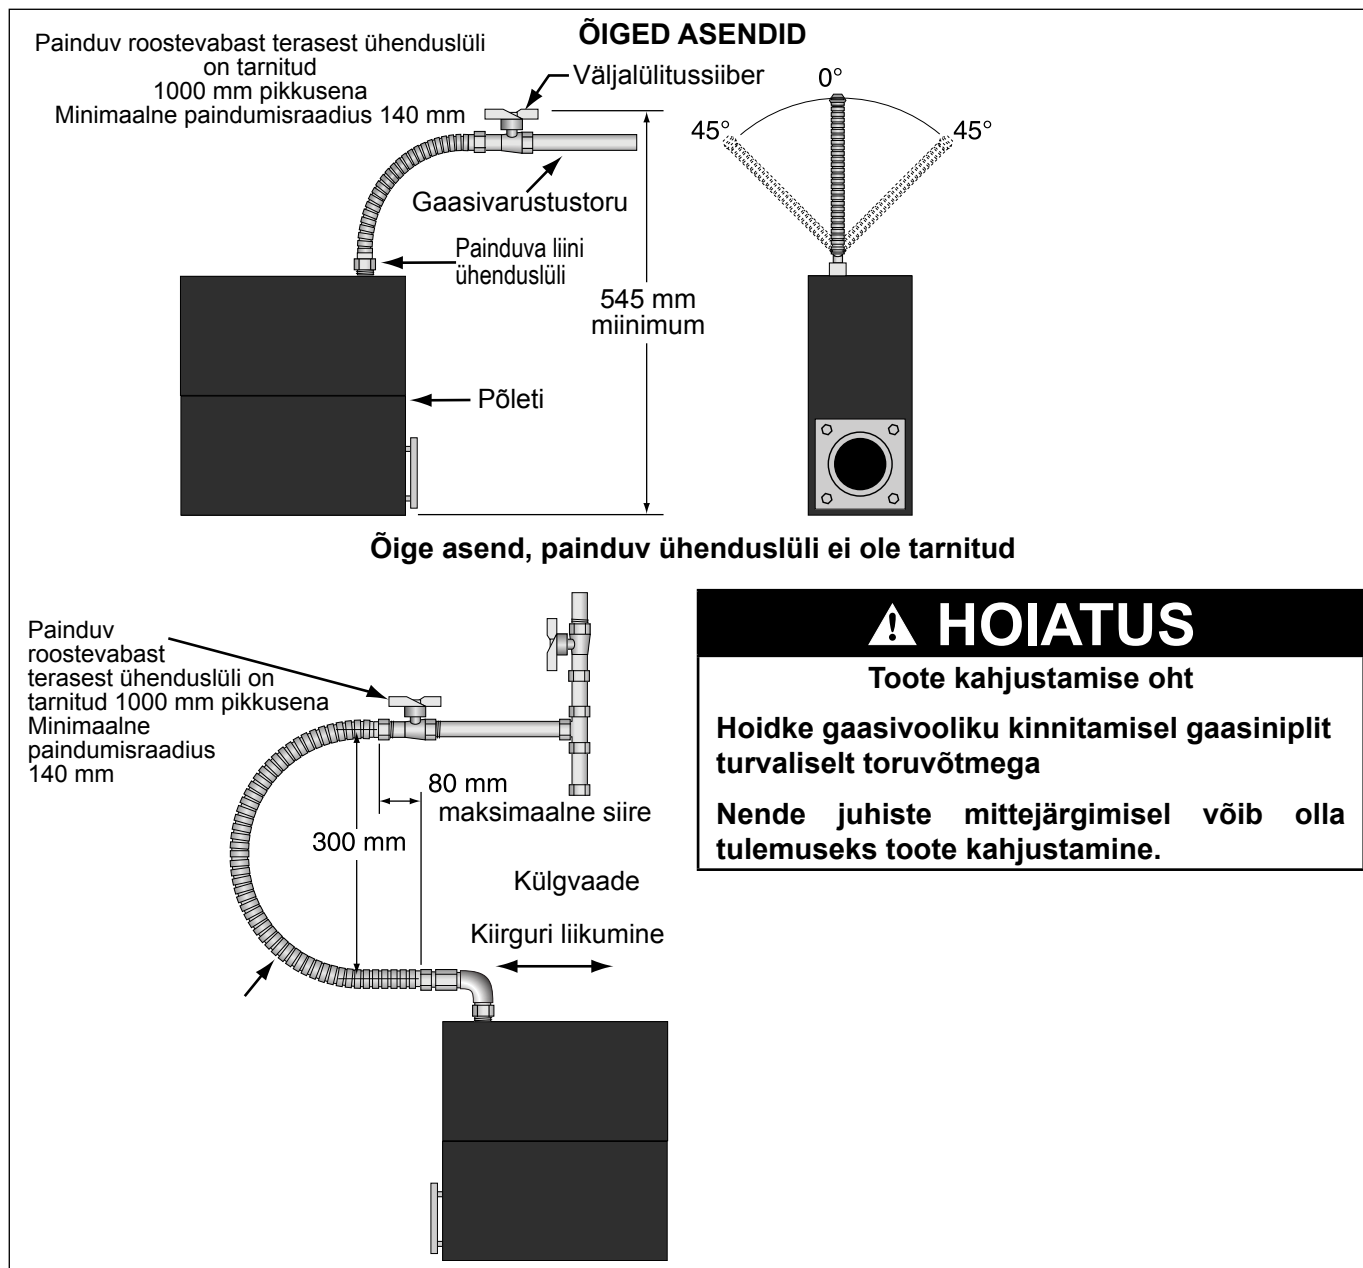 ÕIGED ASENDID
Painduv roostevabast terasest ühenduslüli
on tarnitud
1000 mm pikkusena
Minimaalne paindumisraadius 140 mm
Väljalülitussiiber
Gaasivarustustoru
Painduva liini
ühenduslüli
545 mm
miinimum
Põleti
0°
45°
45°
Õige asend, painduv ühenduslüli ei ole tarnitud
Painduv
roostevabast
terasest ühenduslüli on
tarnitud 1000 mm pikkusena
Minimaalne
paindumisraadius
140 mm
80 mm
maksimaalne siire
300 mm
Külgvaade
Kiirguri liikumine
HOIATUS
Toote kahjustamise oht
Hoidke gaasivooliku kinnitamisel gaasiniplit
turvaliselt toruvõtmega
Nende juhiste mittejärgimisel võib olla
tulemuseks toote kahjustamine.